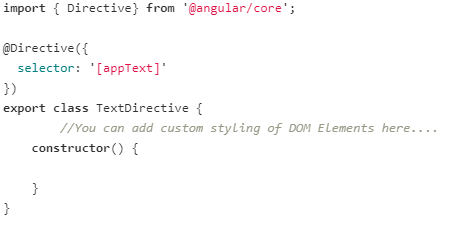 import { Directive} from '@angular/core';
@Directive({
  selector: '[appText]'
})
export class TextDirective {
        //You can add custom styling of DOM Elements here....
    constructor() {
    }
}